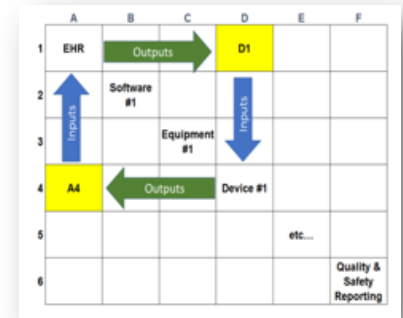 A B C D E F
1 EHR Outputs D1
2 Software
#1 Inputs Inputs
3 Equipment
#1
4 A4 Outputs Device #1
5 etc...
6 Quality &
Safety
Reporting